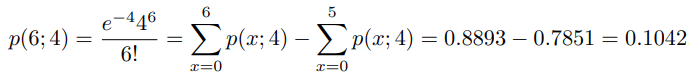 p(6; 4) = \frac{e^{-4}4^{6}}{6!} = \sum_{x=0}^{6} p(x; 4) − \sum_{x=0}^{5} p(x; 4) = 0.8893 − 0.7851 = 0.1042